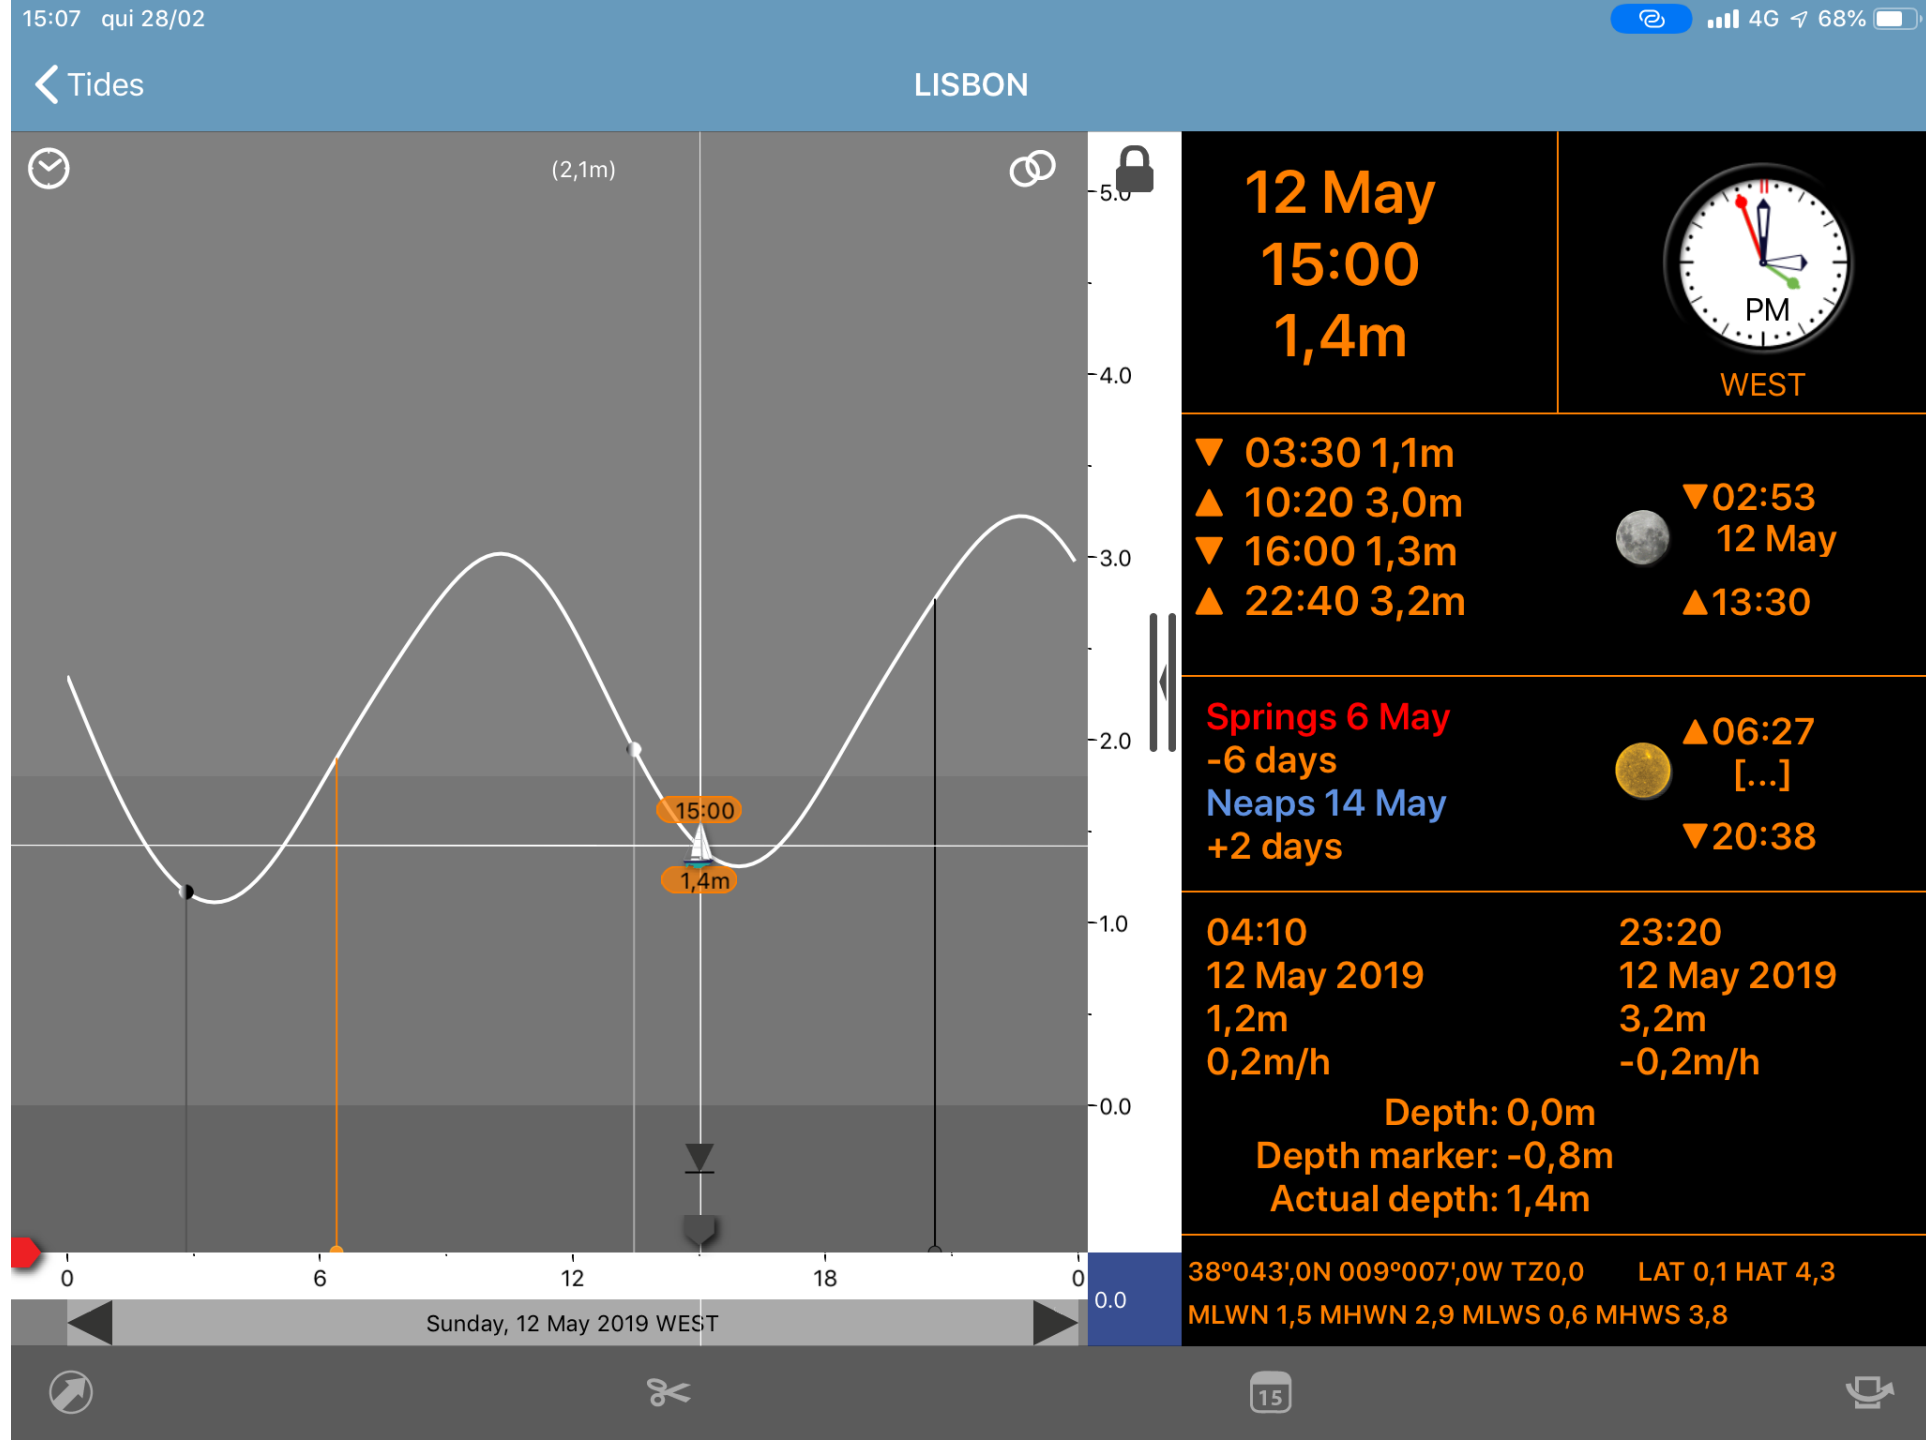 15:07 qui 28/02
4G 68%
Tides
LISBON
(2,1m)
5.0
4.0
3.0
2.0
1.0
0.0
15:00
1,4m
0 6 12 18 0
0.0
Sunday, 12 May 2019 WEST
15
12 May
15:00
1,4m
PM
WEST
▼ 03:30 1,1m
▲ 10:20 3,0m
▼ 16:00 1,3m
▲ 22:40 3,2m
▼02:53
12 May
▲13:30
Springs 6 May
-6 days
Neaps 14 May
+2 days
▲06:27
[...]
▼20:38
04:10
12 May 2019
1,2m
0,2m/h
23:20
12 May 2019
3,2m
-0,2m/h
Depth: 0,0m
Depth marker: -0,8m
Actual depth: 1,4m
38º043',0N 009º007',0W TZ0,0 LAT 0,1 HAT 4,3
MLWN 1,5 MHWN 2,9 MLWS 0,6 MHWS 3,8